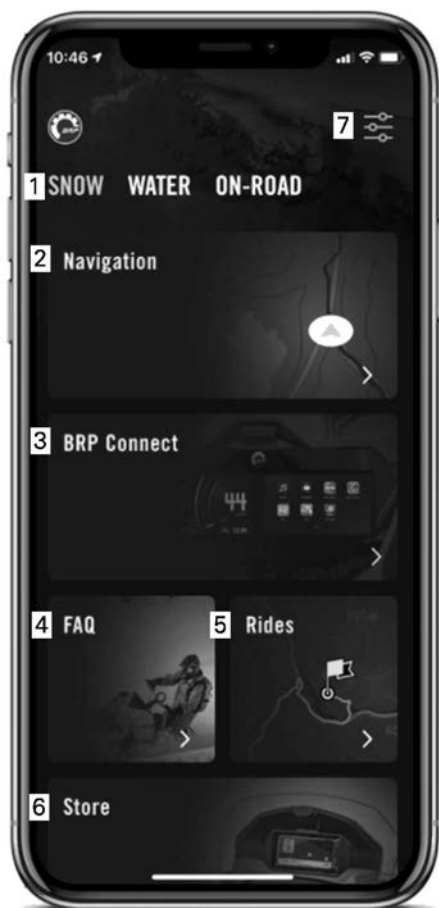 10:46
7
1 SNOW WATER ON-ROAD
2 Navigation
3 BRP Connect
44
4 FAQ
5 Rides
6 Store